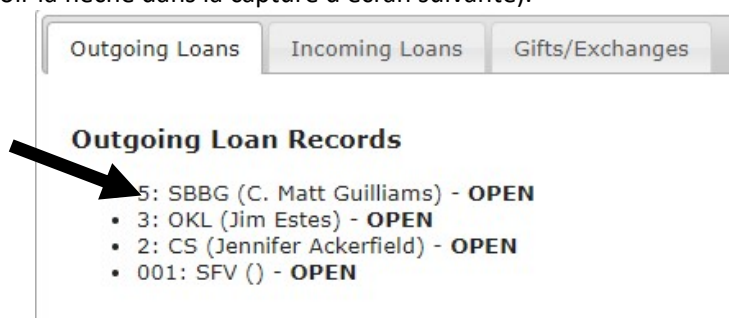 oir la flèche dans la capture d'écran suivante).
Outgoing Loans Incoming Loans Gifts/Exchanges
Outgoing Loan Records
5: SBBG (C. Matt Guilliams) - OPEN
• 3: OKL (Jim Estes) - OPEN
• 2: CS (Jennifer Ackerfield) - OPEN
• 001: SFV () - OPEN